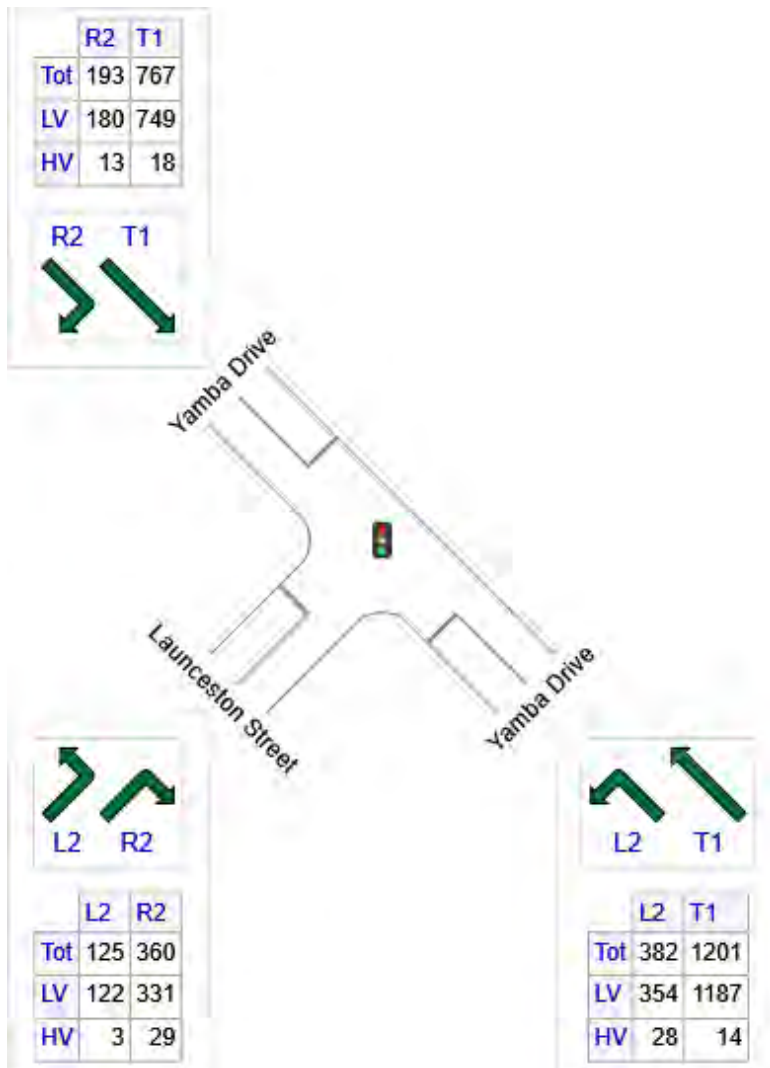 R2 T1
Tot 193 767
LV 180 749
HV 13 18
R2 T1
Yamba Drive
Launceston Street
Yamba Drive
L2 R2
L2 T1
L2 R2
Tot 125 360
LV 122 331
HV 3 29
L2 T1
Tot 382 1201
LV 354 1187
HV 28 14